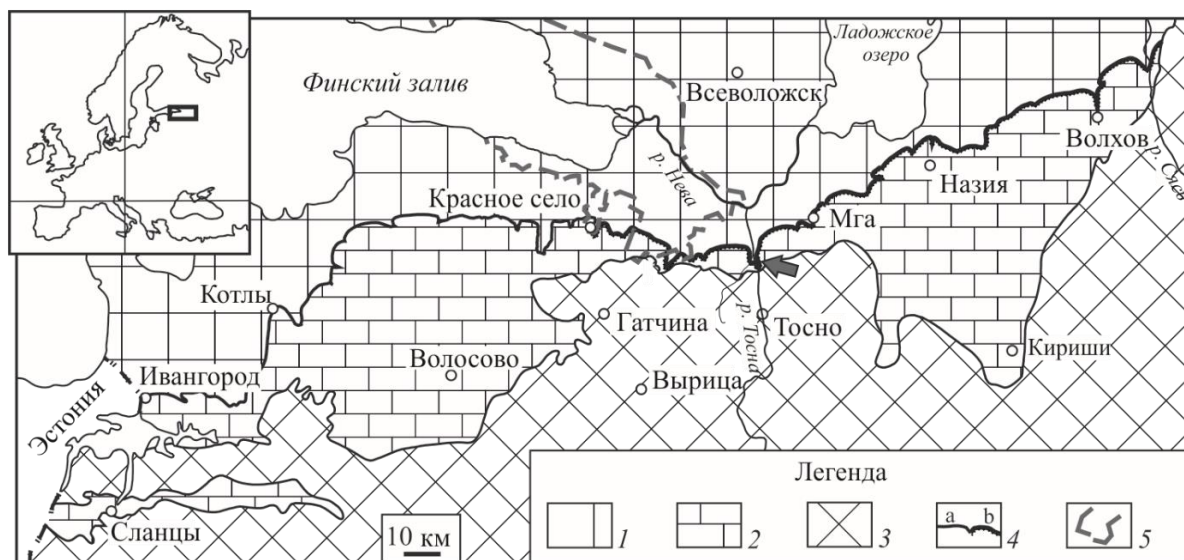 Финский залив
Ладожское
озеро
Всеволожск
Волхов
р. Сясь
р. Нева
Назия
Красное село
Мга
Котлы
Гатчина
р. Тосна
Тосно
Волосово
Кириши
Ивангород
Вырица
Эстония
Легенда
Сланцы
10 км
1
2
3
a b
4
5